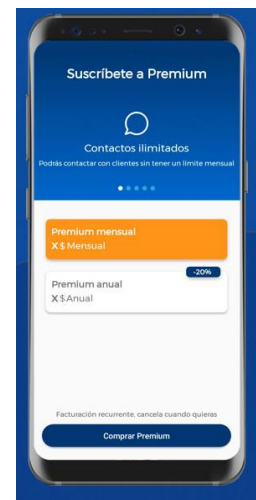 Suscríbete a Premium
Contactos ilimitados
Podrás contactar con clientes sin tener un límite mensual
Premium mensual
X $ Mensual
-20%
Premium anual
X $ Anual
Facturación recurrente, cancela cuando quieras
Comprar Premium